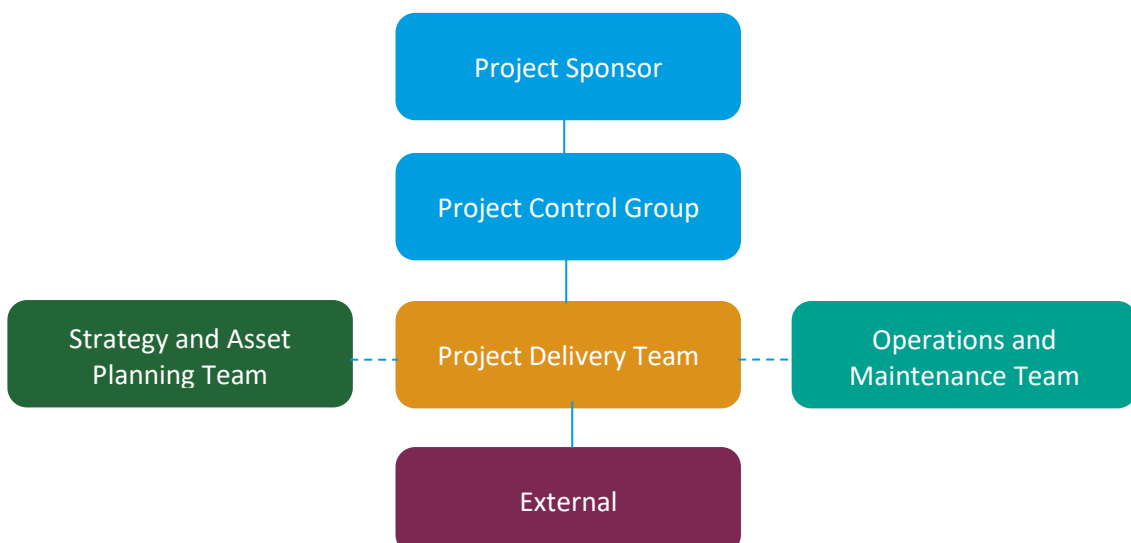 Project Sponsor
Project Control Group
Strategy and Asset
Planning Team
Project Delivery Team
Operations and
Maintenance Team
External